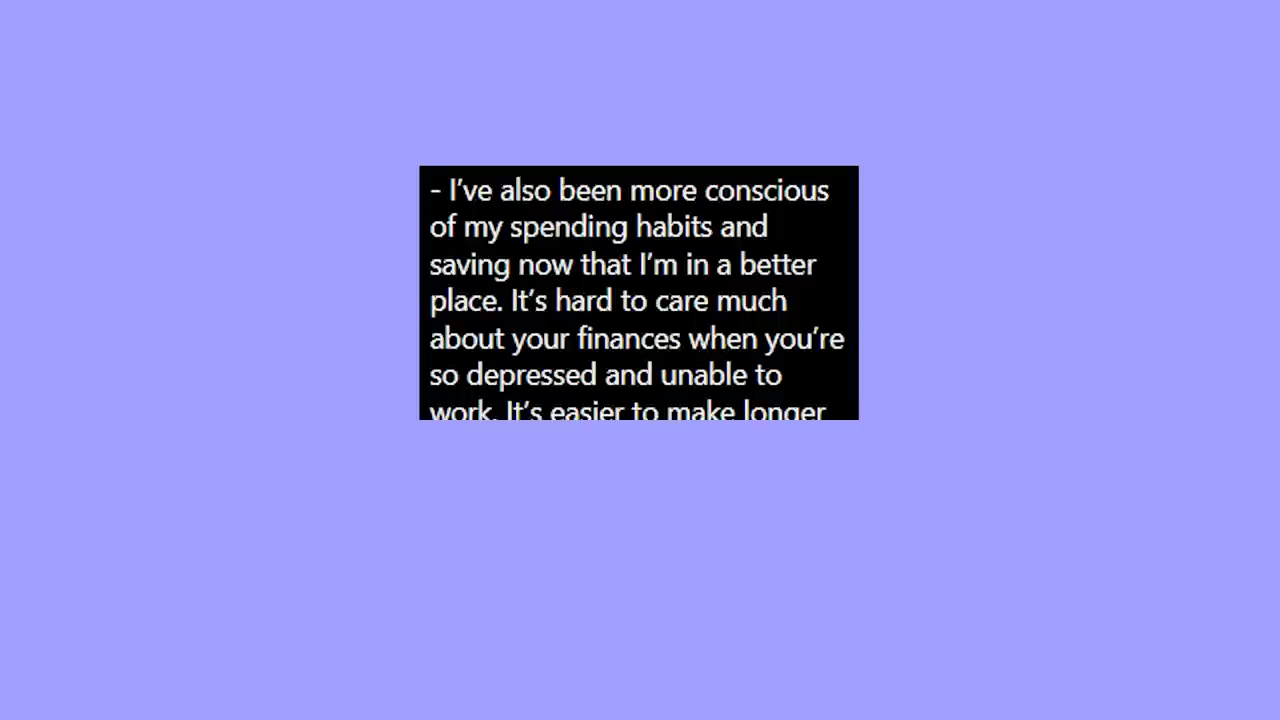 - I’ve also been more conscious
of my spending habits and
saving now that I’m in a better
place. It’s hard to care much
about your finances when you’re
so depressed and unable to
work. It’s easier to make longer